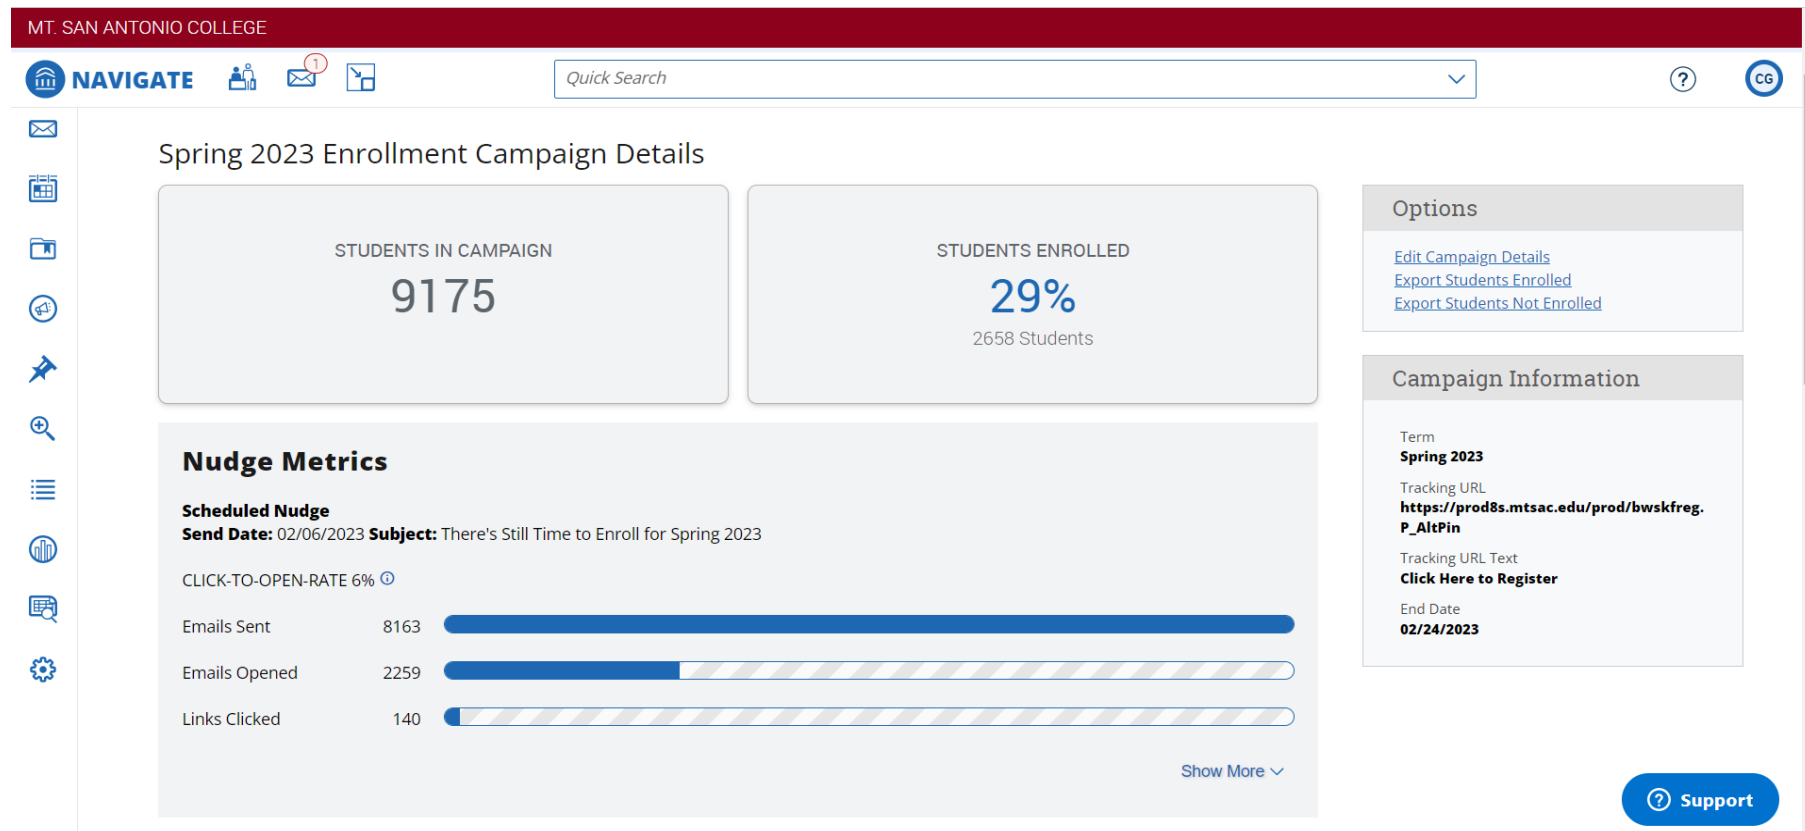 MT. SAN ANTONIO COLLEGE
NAVIGATE
1
Quick Search
?
CG
Spring 2023 Enrollment Campaign Details
STUDENTS IN CAMPAIGN
9175
STUDENTS ENROLLED
29%
2658 Students
Options
Edit Campaign Details
Export Students Enrolled
Export Students Not Enrolled
Campaign Information
Term
Spring 2023
Tracking URL
https://prod8s.mtsac.edu/prod/bwskfreg.
P_AltPin
Tracking URL Text
Click Here to Register
End Date
02/24/2023
Nudge Metrics
Scheduled Nudge
Send Date: 02/06/2023 Subject: There's Still Time to Enroll for Spring 2023
CLICK-TO-OPEN-RATE 6%
Emails Sent 8163
Emails Opened 2259
Links Clicked 140
Show More
? Support